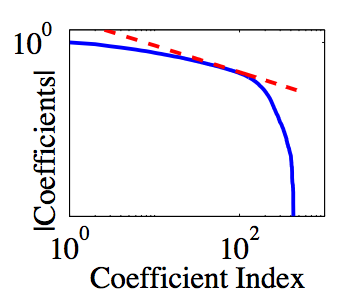 10^0
|Coefficients|
10^0 10^2
Coefficient Index